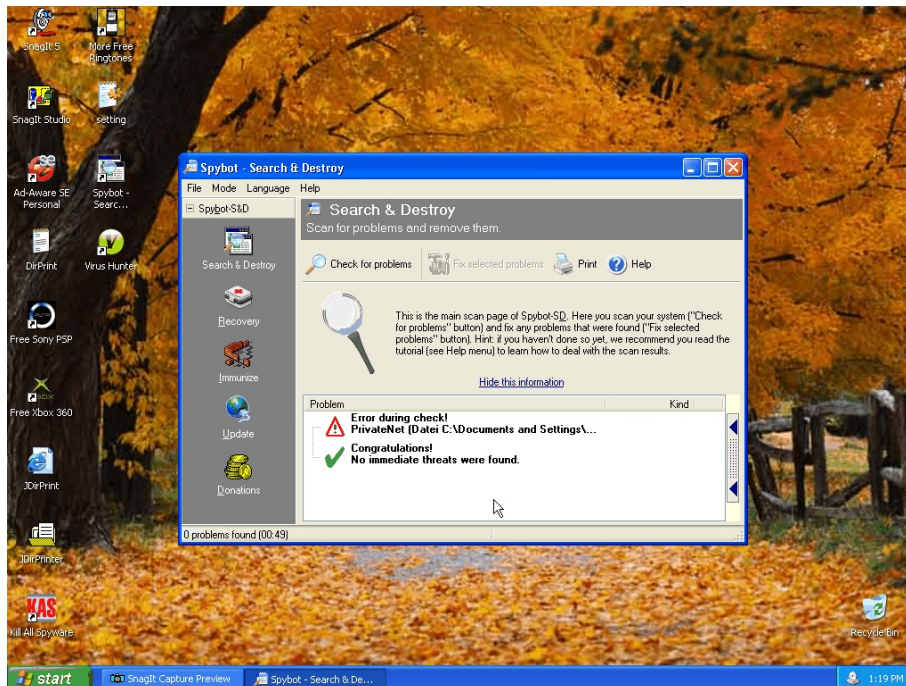 SnagIt 5
More Free
Ringtones
SnagIt Studio
setting
Ad-Aware SE
Personal
Spybot -
Searc...
DirPrint
Virus Hunter
Free Sony PSP
Free Xbox 360
JDirPrint
JDirPrinter
KAS
Kill All Spyware
Spybot - Search & Destroy
File Mode Language Help
Spybot-S&D
Search & Destroy
Recovery
Immunize
Update
Donations
Search & Destroy
Scan for problems and remove them.
Check for problems Fix selected problems Print Help
This is the main scan page of Spybot-SD. Here you scan your system ("Check
for problems" button) and fix any problems that were found ("Fix selected
problems" button). Hint: if you haven't done so yet, we recommend you read the
tutorial (see Help menu) to learn how to deal with the scan results.
Hide this information
Problem Kind
Error during check!
PrivateNet (Datei C:\Documents and Settings\...
Congratulations!
No immediate threats were found.
0 problems found (00:49)
Recycle Bin
start SnagIt Capture Preview Spybot - Search & De... 1:19 PM